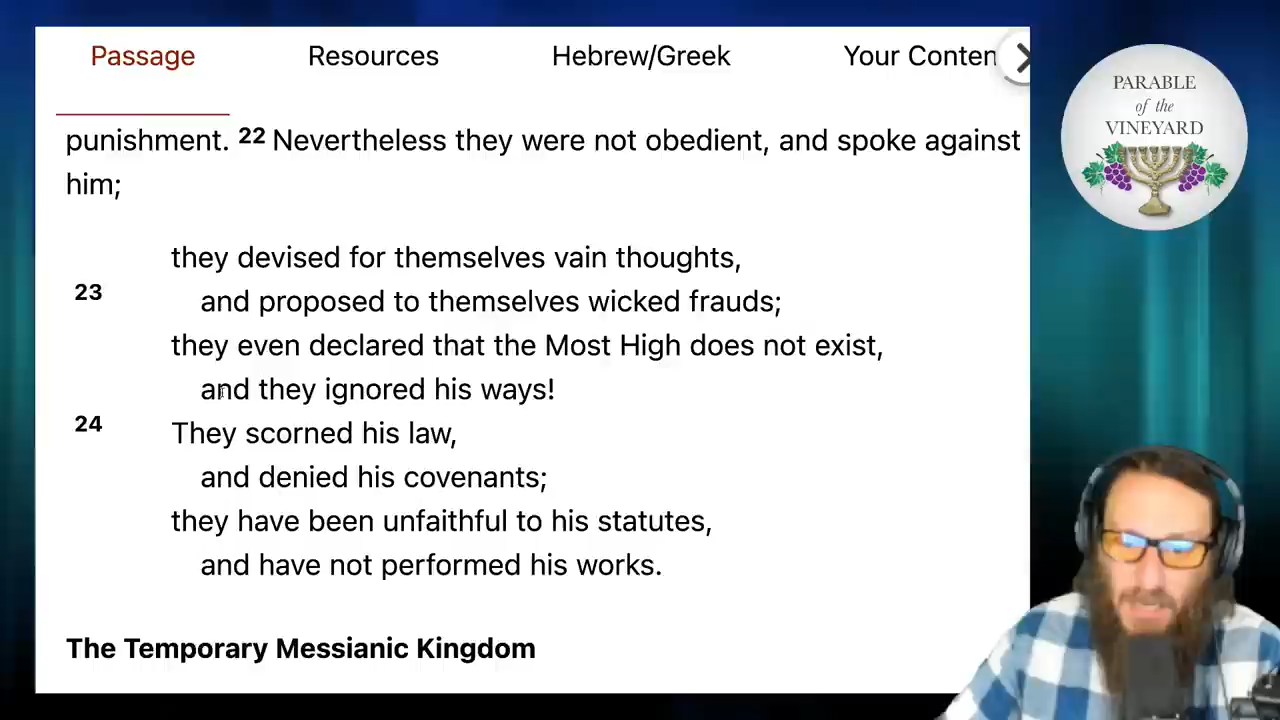 Passage Resources Hebrew/Greek Your Conten
punishment. 22 Nevertheless they were not obedient, and spoke against
him;
they devised for themselves vain thoughts,
23 and proposed to themselves wicked frauds;
they even declared that the Most High does not exist,
and they ignored his ways!
24 They scorned his law,
and denied his covenants;
they have been unfaithful to his statutes,
and have not performed his works.
The Temporary Messianic Kingdom
PARABLE
of the
VINEYARD